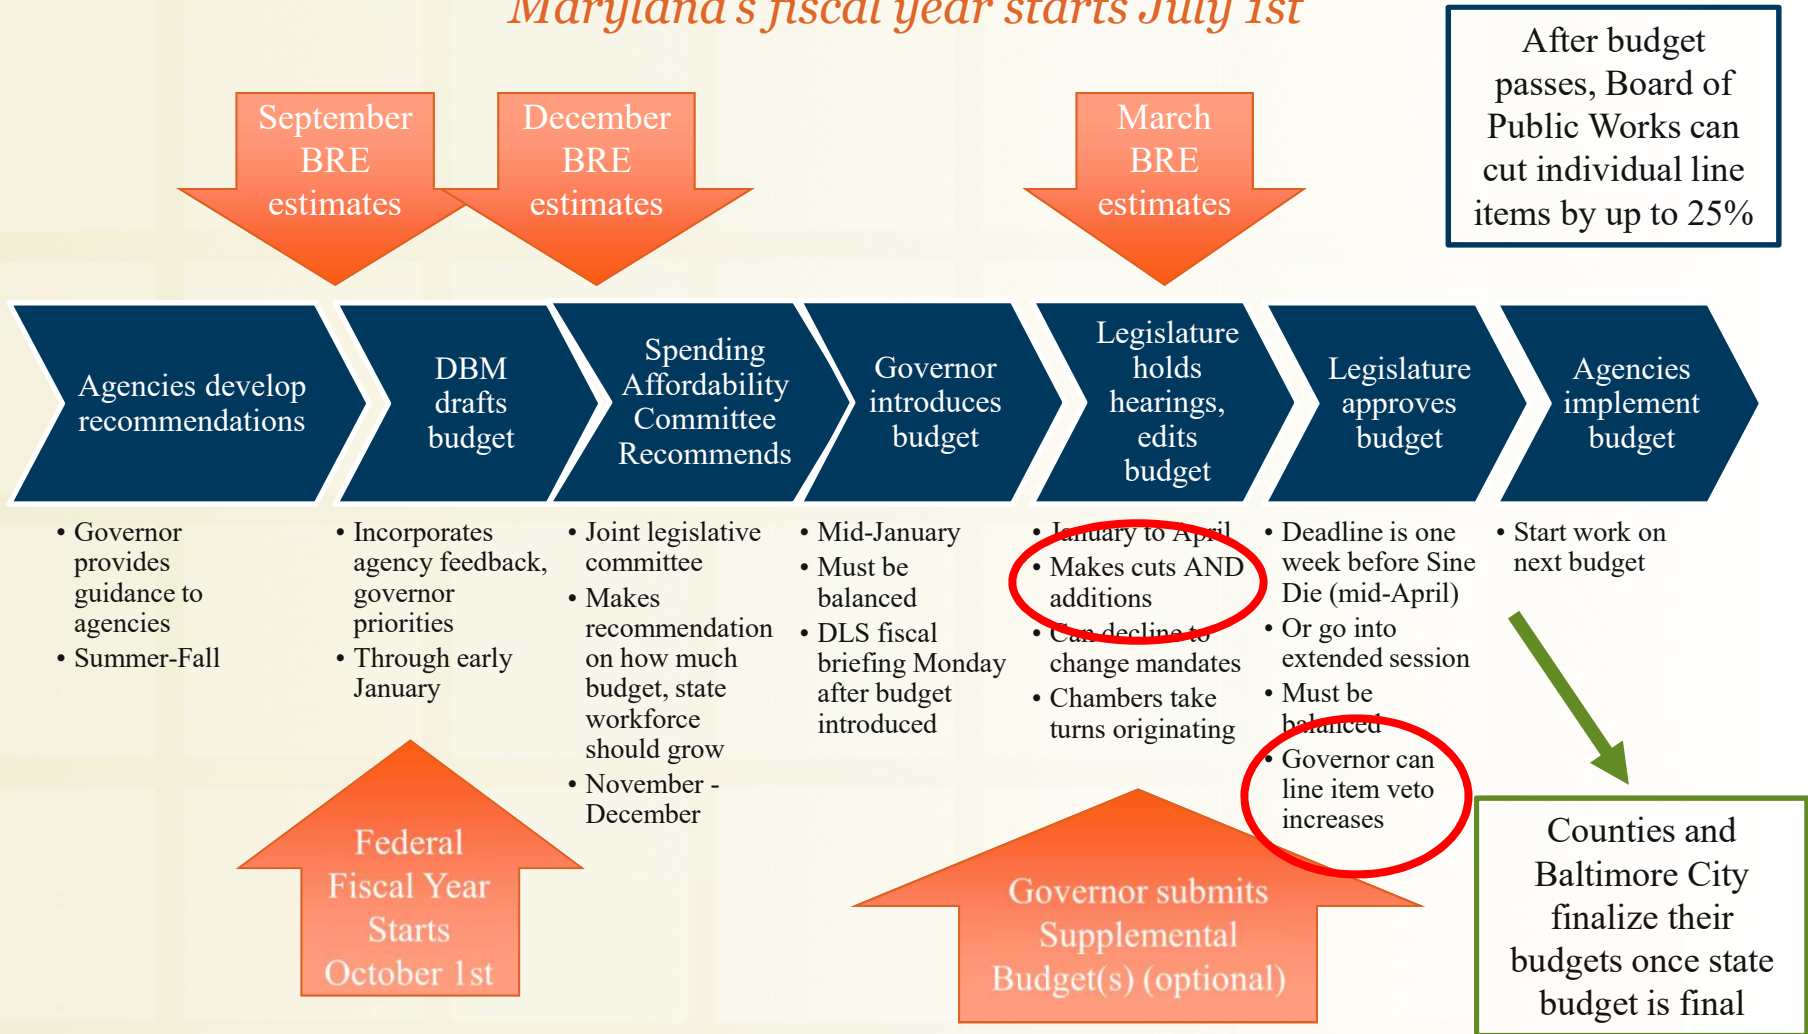 Maryland's fiscal year starts July 1st
After budget
passes, Board of
Public Works can
cut individual line
items by up to 25%
September
BRE
estimates
December
BRE
estimates
March
BRE
estimates
Agencies develop
recommendations
DBM
drafts
budget
Spending
Affordability
Committee
Recommends
Governor
introduces
budget
Legislature
holds
hearings,
edits
budget
Legislature
approves
budget
Agencies
implement
budget
• Governor
provides
guidance to
agencies
• Summer-Fall
• Incorporates
agency feedback,
governor
priorities
• Through early
January
• Joint legislative
committee
• Makes
recommendation
on how much
budget, state
workforce
should grow
• November -
December
• Mid-January
• Must be
balanced
• DLS fiscal
briefing Monday
after budget
introduced
• January to April
• Makes cuts AND
additions
• Can decline to
change mandates
• Chambers take
turns originating
• Deadline is one
week before Sine
Die (mid-April)
• Or go into
extended session
• Must be
balanced
• Governor can
line item veto
increases
• Start work on
next budget
Federal
Fiscal Year
Starts
October 1st
Governor submits
Supplemental
Budget(s) (optional)
Counties and
Baltimore City
finalize their
budgets once state
budget is final